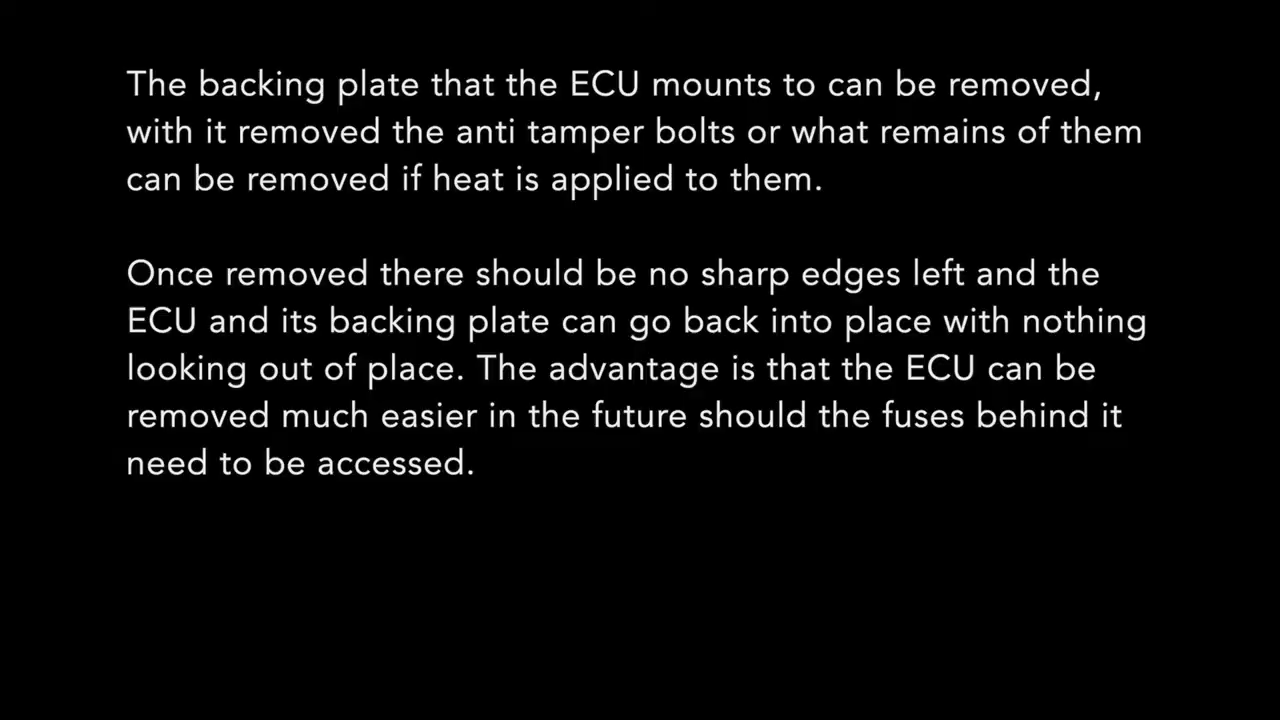 The backing plate that the ECU mounts to can be removed,
with it removed the anti tamper bolts or what remains of them
can be removed if heat is applied to them.
Once removed there should be no sharp edges left and the
ECU and its backing plate can go back into place with nothing
looking out of place. The advantage is that the ECU can be
removed much easier in the future should the fuses behind it
need to be accessed.